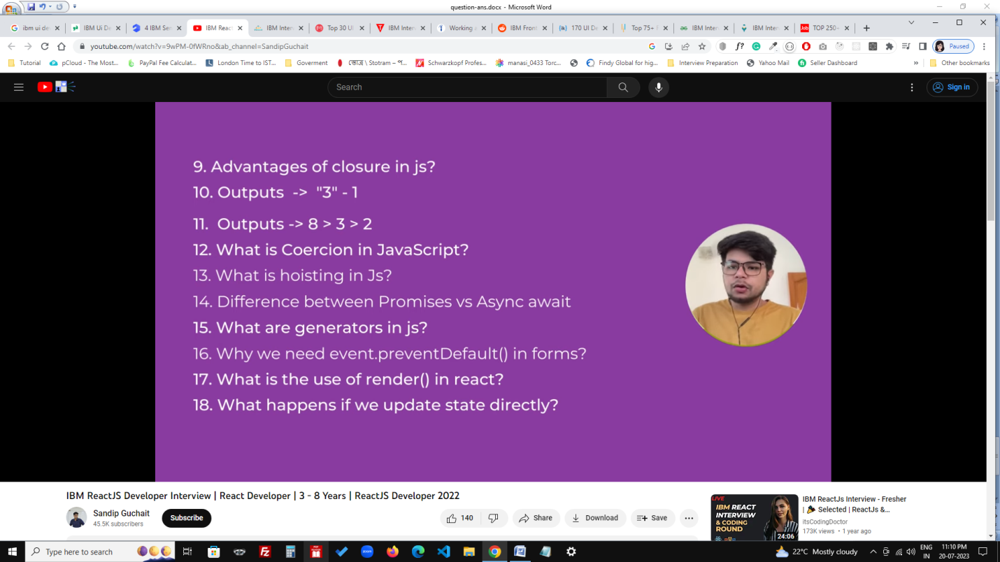 question-ans.docx - Microsoft Word
ibm ui de
IBM Ui De
4 IBM Sen
IBM Reac
IBM Inter
Top 30 UI
IBM Inter
Working a
IBM Front
170 UI De
Top 75+ F
IBM Inter
IBM Inter
TOP 250+
youtube.com/watch?v=9wPM-0fWRno&ab_channel=SandipGuchait
Paused
Tutorial
pCloud - The Most...
PayPal Fee Calculat...
London Time to IST...
Goverment
Schwarzkopf Profes...
manasi_0433 Torc...
Findy Global for hig...
Interview Preparation
Yahoo Mail
Seller Dashboard
Other bookmarks
Search
Sign in
9. Advantages of closure in js?
10. Outputs -> "3" - 1
11. Outputs -> 8 > 3 > 2
12. What is Coercion in JavaScript?
13. What is hoisting in Js?
14. Difference between Promises vs Async await
15. What are generators in js?
16. Why we need event.preventDefault() in forms?
17. What is the use of render() in react?
18. What happens if we update state directly?
IBM ReactJS Developer Interview | React Developer | 3 - 8 Years | ReactJS Developer 2022
Sandip Guchait
45.5K subscribers
Subscribe
140
Share
Download
Save
LIVE
IBM REACT
INTERVIEW
& CODING
ROUND
24:06
IBM ReactJs Interview - Fresher
| 🎉 Selected | ReactJs &...
itsCodingDoctor
173K views • 1 year ago
Type here to search
22°C Mostly cloudy
ENG
IN
11:10 PM
20-07-2023